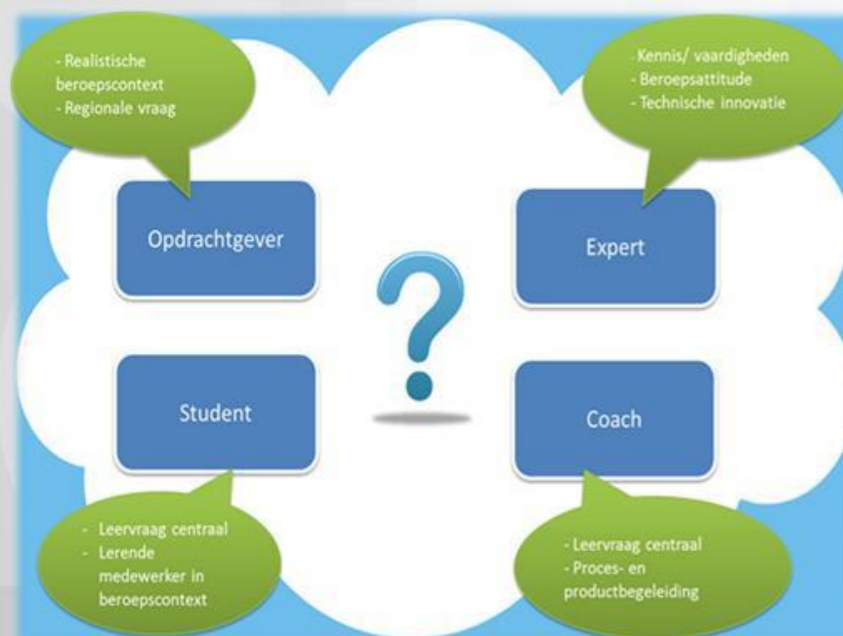 - Realistische
beroepscontext
- Regionale vraag
Opdrachtgever
- Kennis/ vaardigheden
- Beroepsattitude
- Technische innovatie
Expert
?
Student
- Leervraag centraal
- Lerende
medewerker in
beroepscontext
Coach
- Leervraag centraal
- Proces- en
productbegeleiding